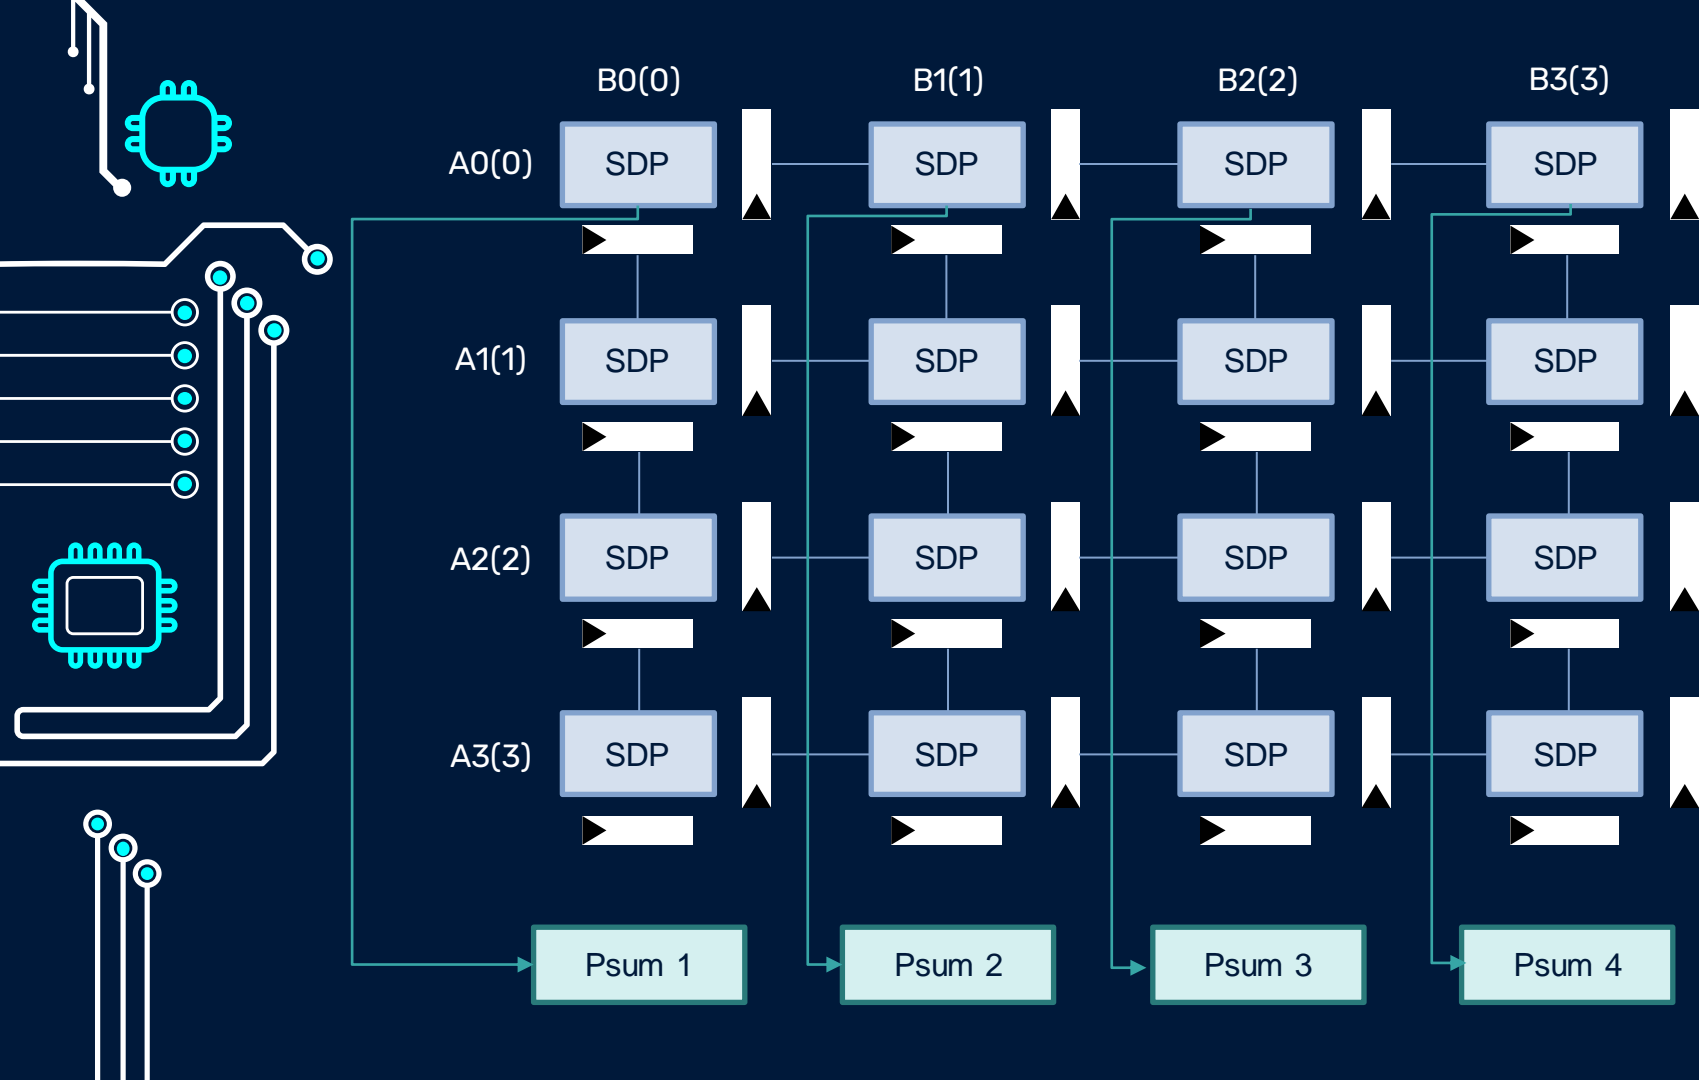 B0(0) B1(1) B2(2) B3(3)
A0(0) SDP SDP SDP SDP
A1(1) SDP SDP SDP SDP
A2(2) SDP SDP SDP SDP
A3(3) SDP SDP SDP SDP
Psum 1 Psum 2 Psum 3 Psum 4